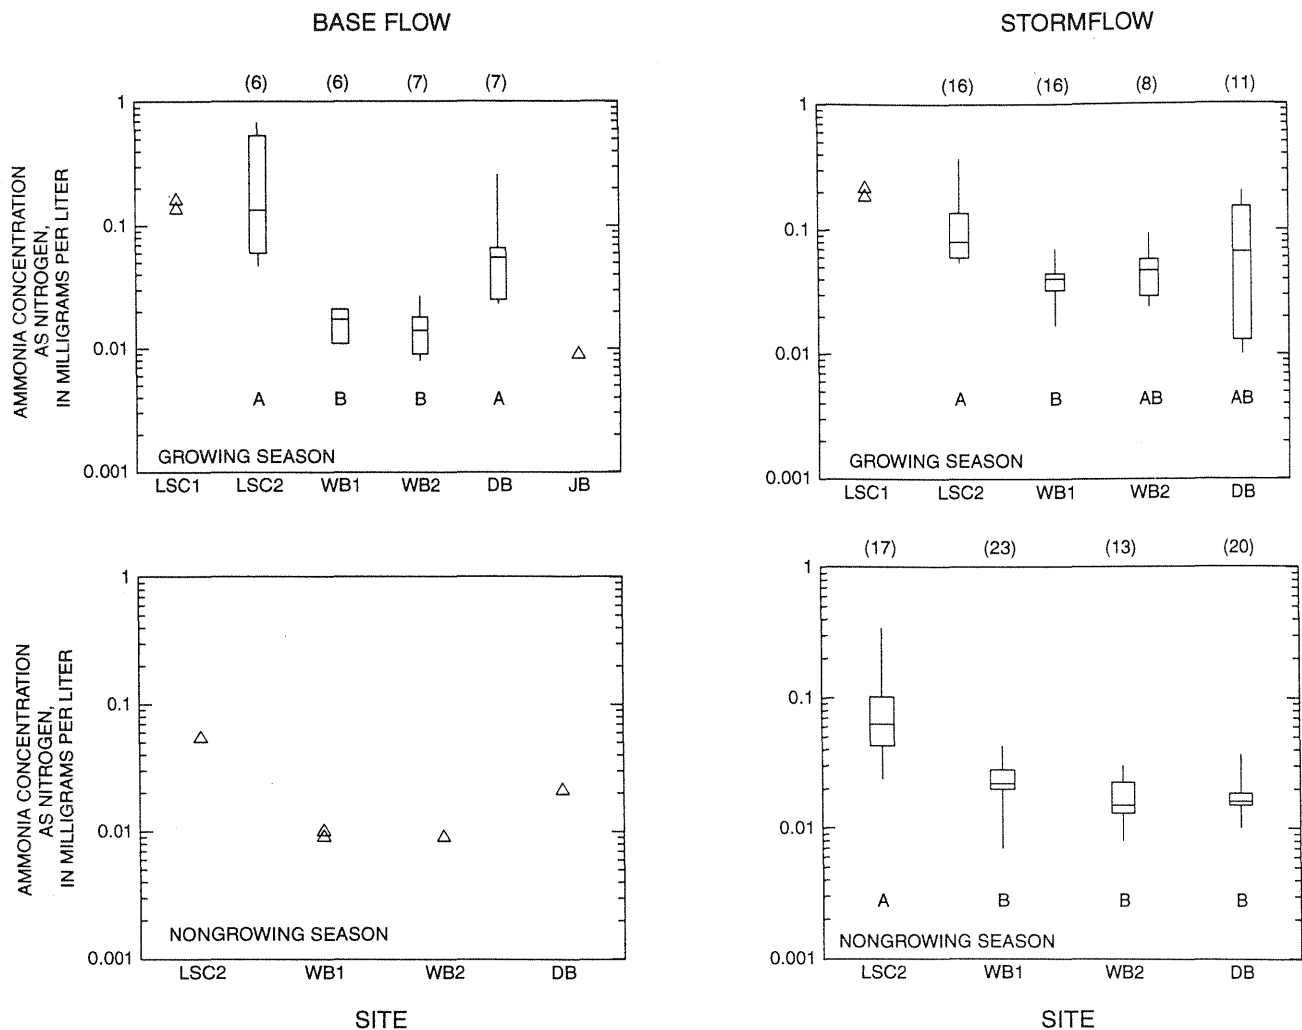 BASE FLOW
STORMFLOW
(6) (6) (7) (7)
AMMONIA CONCENTRATION
AS NITROGEN,
IN MILLIGRAMS PER LITER
1
0.1
0.01
0.001
A B B A
GROWING SEASON
LSC1 LSC2 WB1 WB2 DB JB
(16) (16) (8) (11)
1
0.1
0.01
0.001
A B AB AB
GROWING SEASON
LSC1 LSC2 WB1 WB2 DB
AMMONIA CONCENTRATION
AS NITROGEN,
IN MILLIGRAMS PER LITER
1
0.1
0.01
0.001
NONGROWING SEASON
LSC2 WB1 WB2 DB
SITE
(17) (23) (13) (20)
1
0.1
0.01
0.001
A B B B
NONGROWING SEASON
LSC2 WB1 WB2 DB
SITE